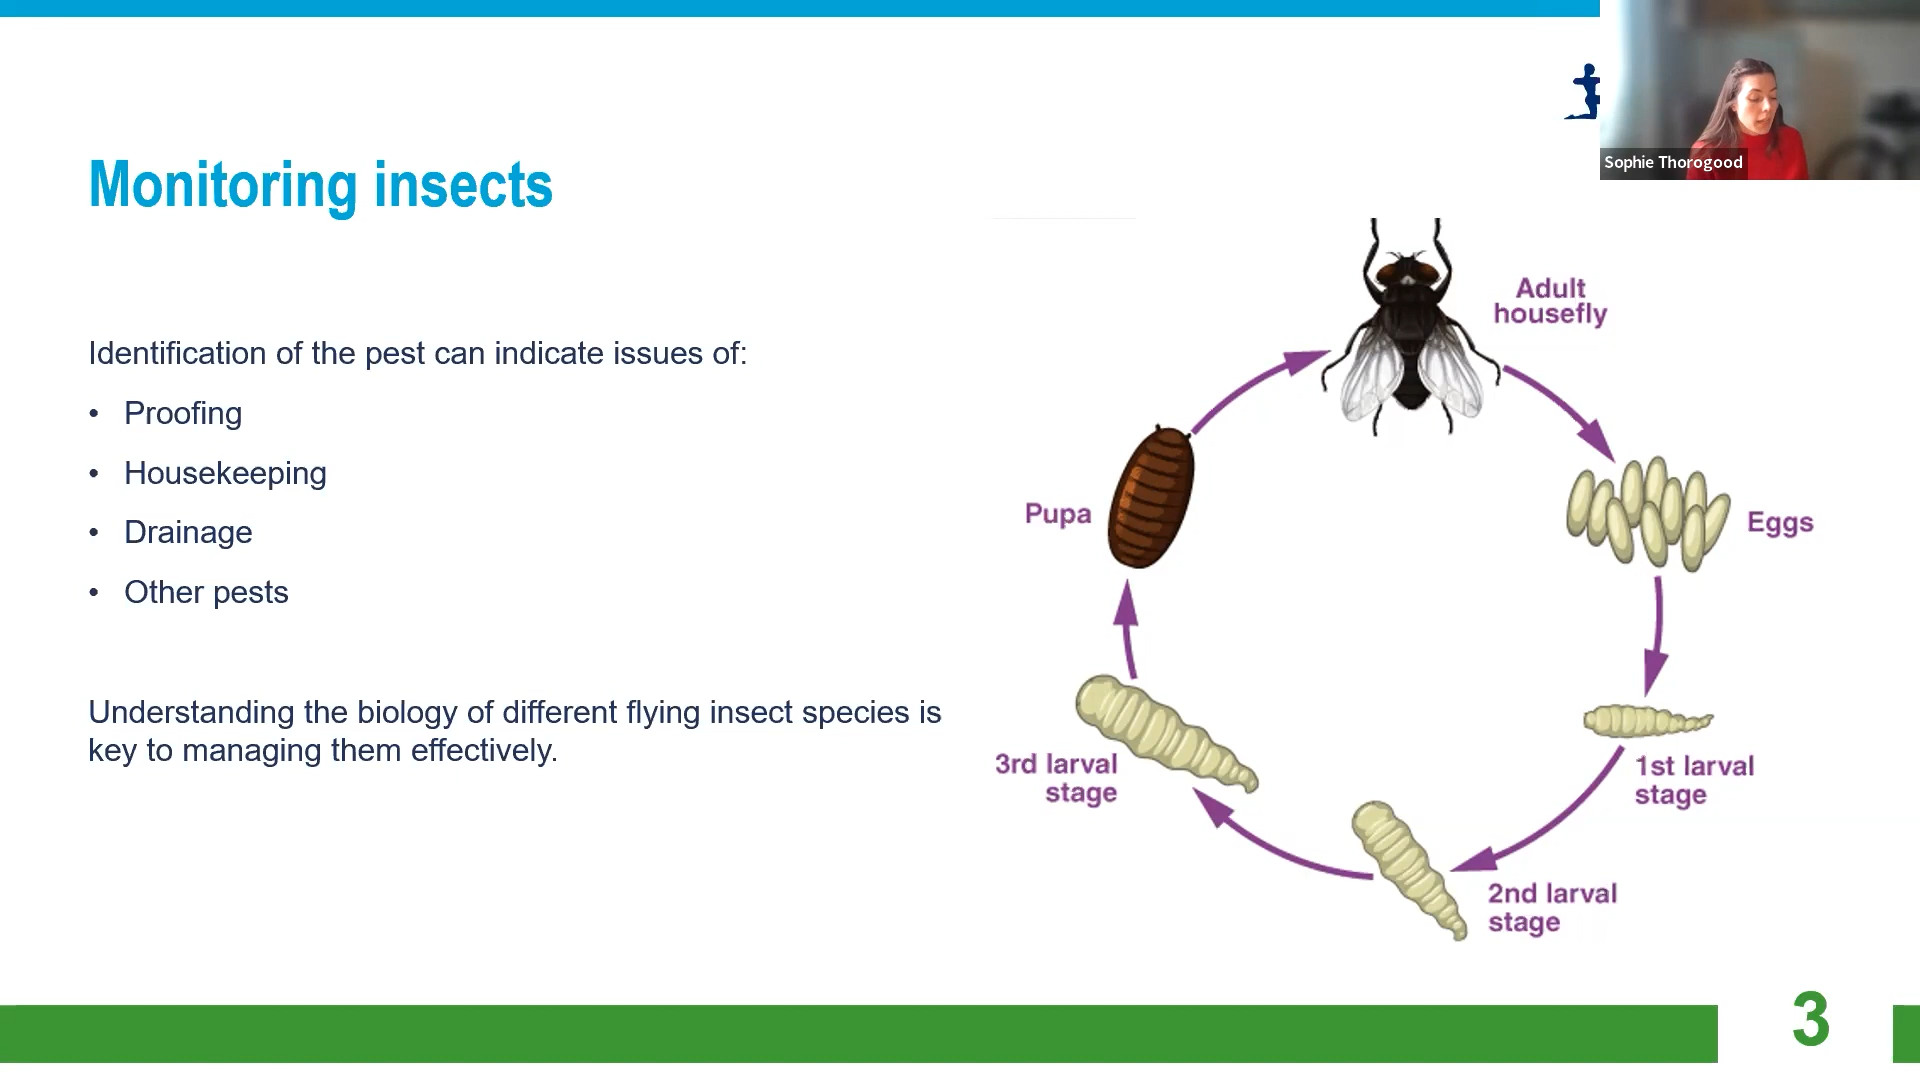 Sophie Thorogood
Monitoring insects
Identification of the pest can indicate issues of:
• Proofing
• Housekeeping
• Drainage
• Other pests
Understanding the biology of different flying insect species is
key to managing them effectively.
Adult
housefly
Eggs
1st larval
stage
2nd larval
stage
3rd larval
stage
Pupa
3